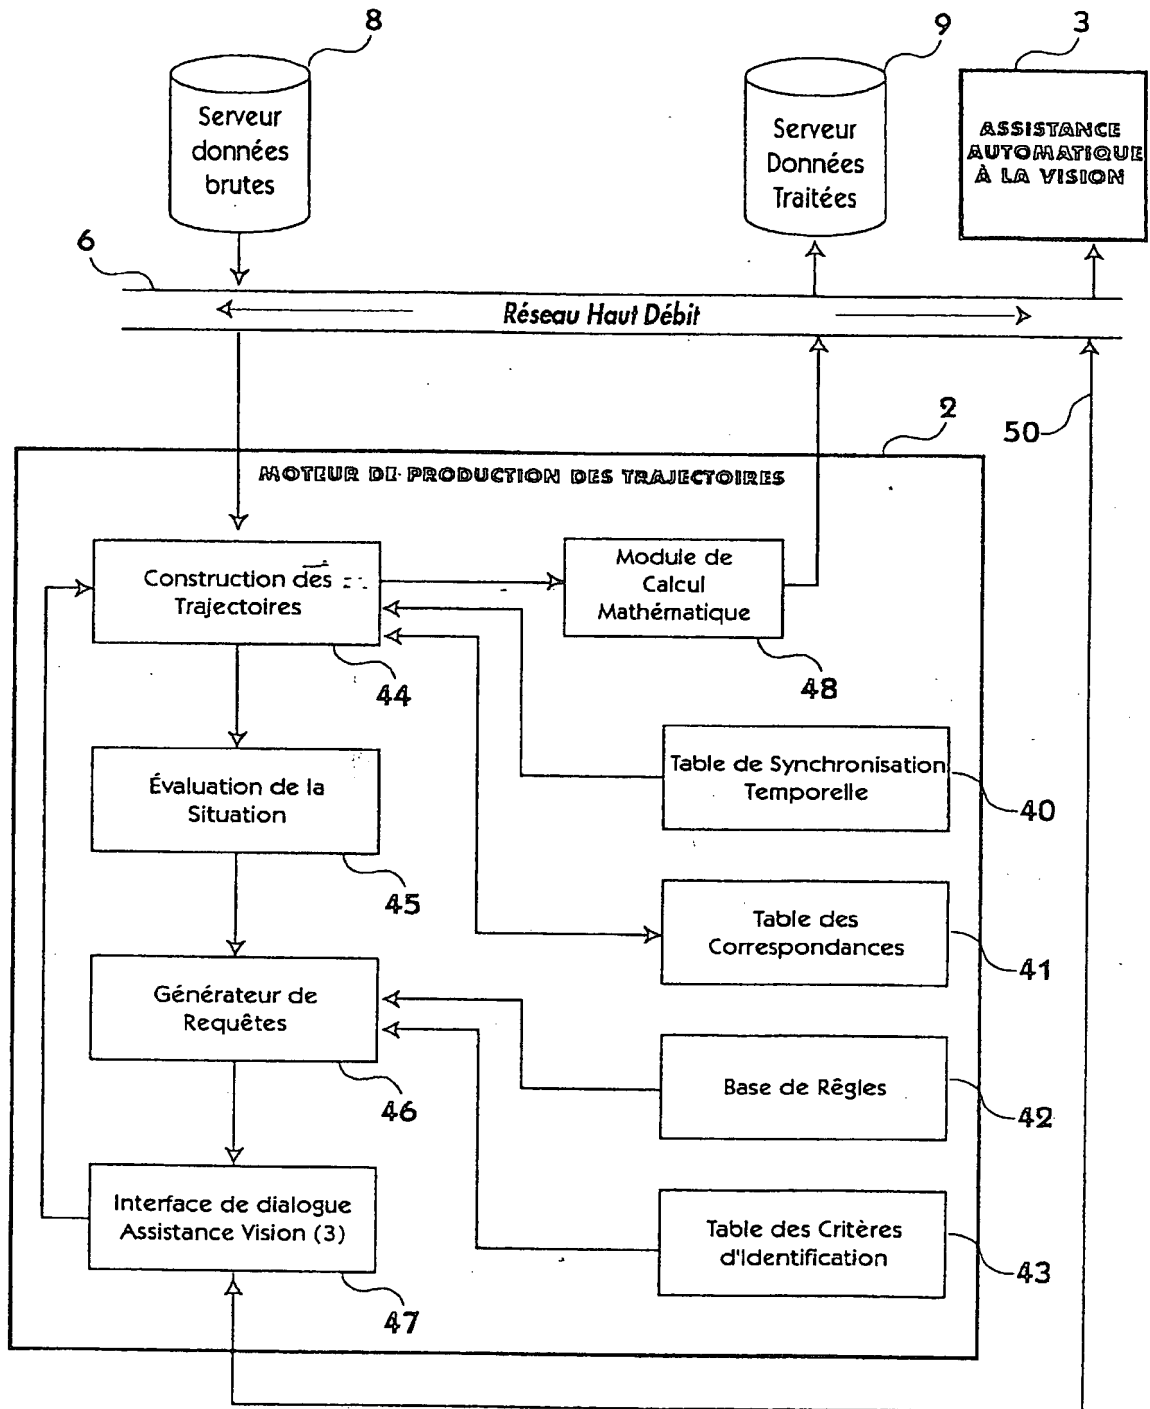 8
9
3
Serveur
données
brutes
Serveur
Données
Traitées
ASSISTANCE
AUTOMATIQUE
À LA VISION
6
Réseau Haut Débit
2
50
MOTEUR DE PRODUCTION DES TRAJECTOIRES
Construction des
Trajectoires
44
Module de
Calcul
Mathématique
48
Table de Synchronisation
Temporelle
40
Évaluation de la
Situation
45
Table des
Correspondances
41
Générateur de
Requêtes
46
Base de Rêgles
42
Interface de dialogue
Assistance Vision (3)
47
Table des Critères
d'Identification
43